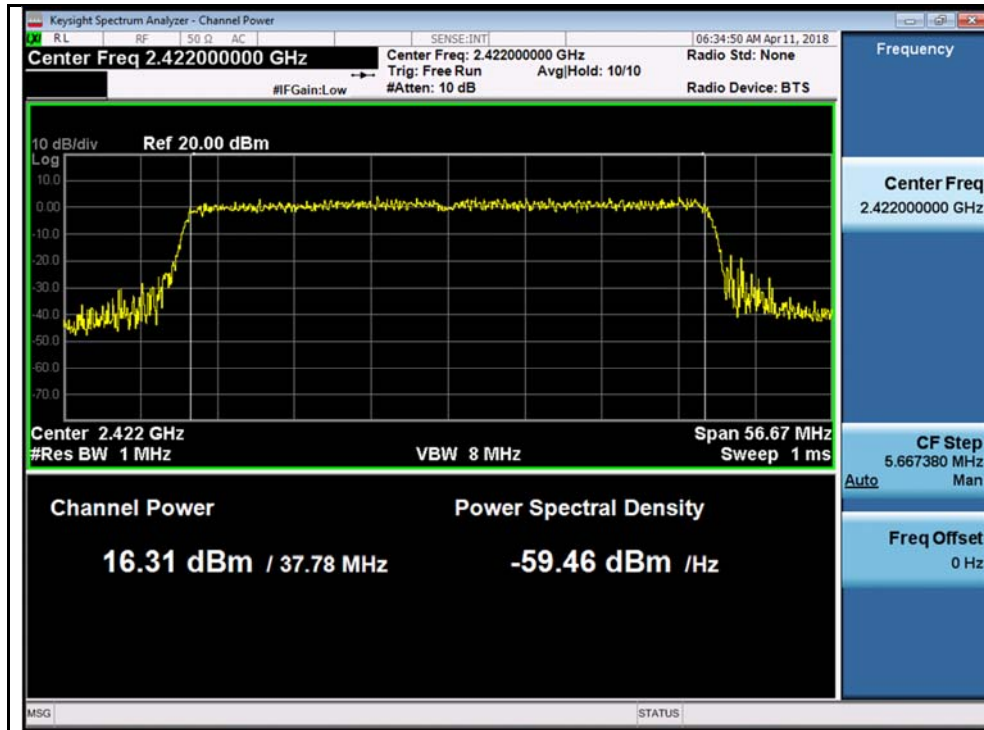 Keysight Spectrum Analyzer - Channel Power
LXI RL RF 50 Ω AC SENSE:INT 06:34:50 AM Apr 11, 2018
Center Freq 2.422000000 GHz
Center Freq: 2.422000000 GHz Radio Std: None
Trig: Free Run Avg|Hold: 10/10
#IFGain:Low #Atten: 10 dB Radio Device: BTS
10 dB/div Ref 20.00 dBm
Log
10.0
0.00
-10.0
-20.0
-30.0
-40.0
-50.0
-60.0
-70.0
Center 2.422 GHz Span 56.67 MHz
#Res BW 1 MHz VBW 8 MHz Sweep 1 ms
Channel Power Power Spectral Density
16.31 dBm / 37.78 MHz -59.46 dBm /Hz
Frequency
Center Freq
2.422000000 GHz
CF Step
5.667380 MHz
Auto Man
Freq Offset
0 Hz
MSG STATUS